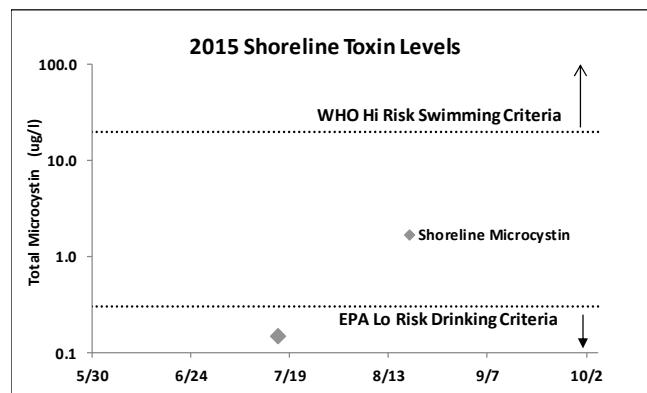 2015 Shoreline Toxin Levels
Total Microcystin (ug/l)
100.0
10.0
1.0
0.1
WHO Hi Risk Swimming Criteria
Shoreline Microcystin
EPA Lo Risk Drinking Criteria
5/30 6/24 7/19 8/13 9/7 10/2